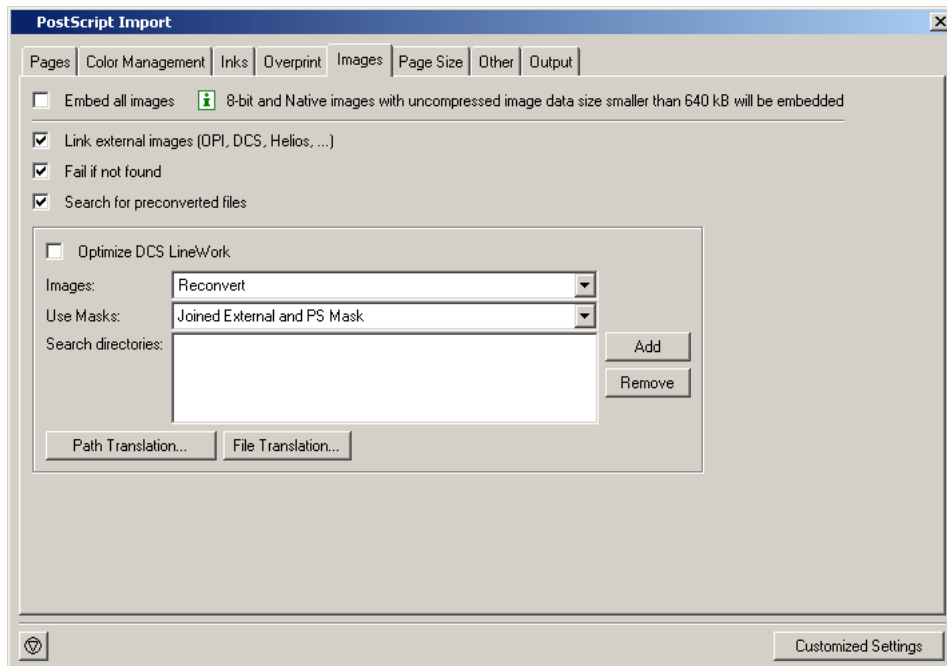 PostScript Import
Pages Color Management Inks Overprint Images Page Size Other Output
Embed all images 8-bit and Native images with uncompressed image data size smaller than 640 kB will be embedded
Link external images (OPI, DCS, Helios, ...)
Fail if not found
Search for preconverted files
Optimize DCS LineWork
Images: Reconvert
Use Masks: Joined External and PS Mask
Search directories: Add
Remove
Path Translation... File Translation...
Customized Settings